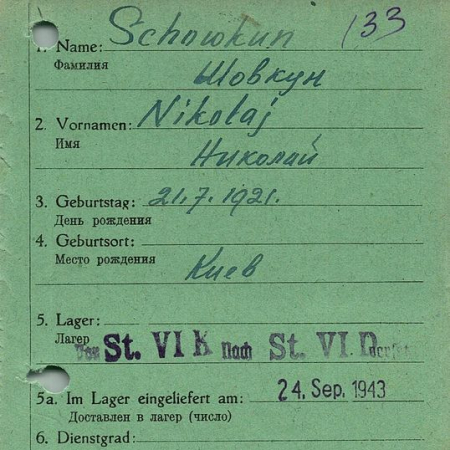 133
1. Name: Schowkun
Фамилия
Шовкун
2. Vornamen: Nikolaj
Имя
Николай
3. Geburtstag: 21.7.1921.
День рождения
4. Geburtsort:
Место рождения
Киев
5. Lager:
Лагерь
Von St. VI K nach St. VI D
5a. Im Lager eingeliefert am: 24. Sep. 1943
Доставлен в лагер (число)
6. Dienstgrad: